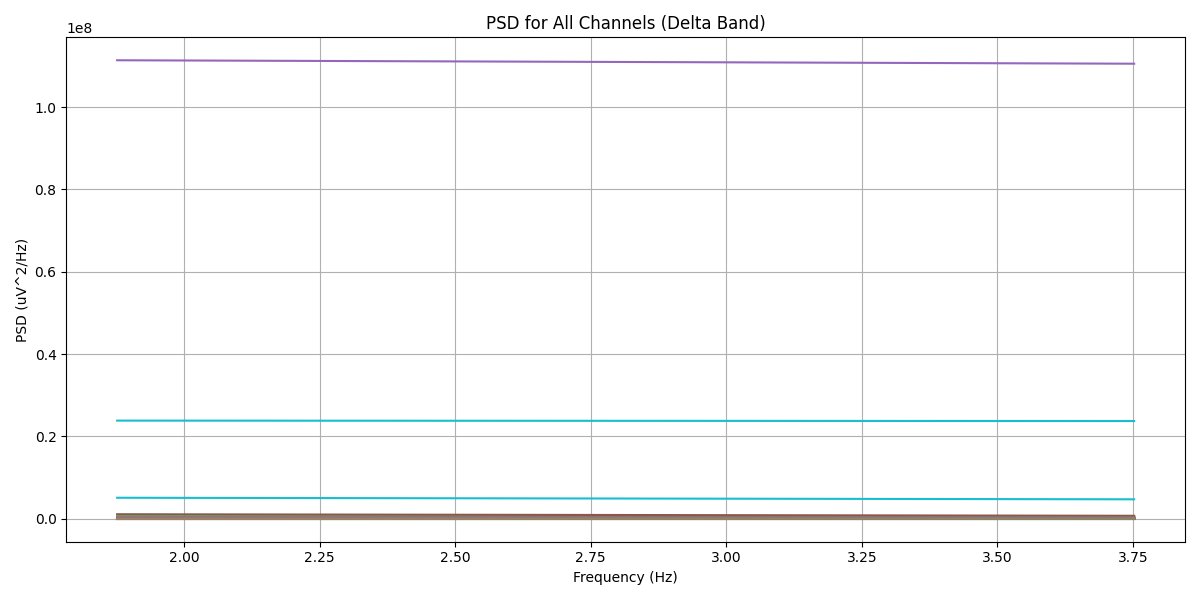 PSD for All Channels (Delta Band)
1e8
1.0
0.8
0.6
0.4
0.2
0.0
PSD (uV^2/Hz)
2.00 2.25 2.50 2.75 3.00 3.25 3.50 3.75
Frequency (Hz)